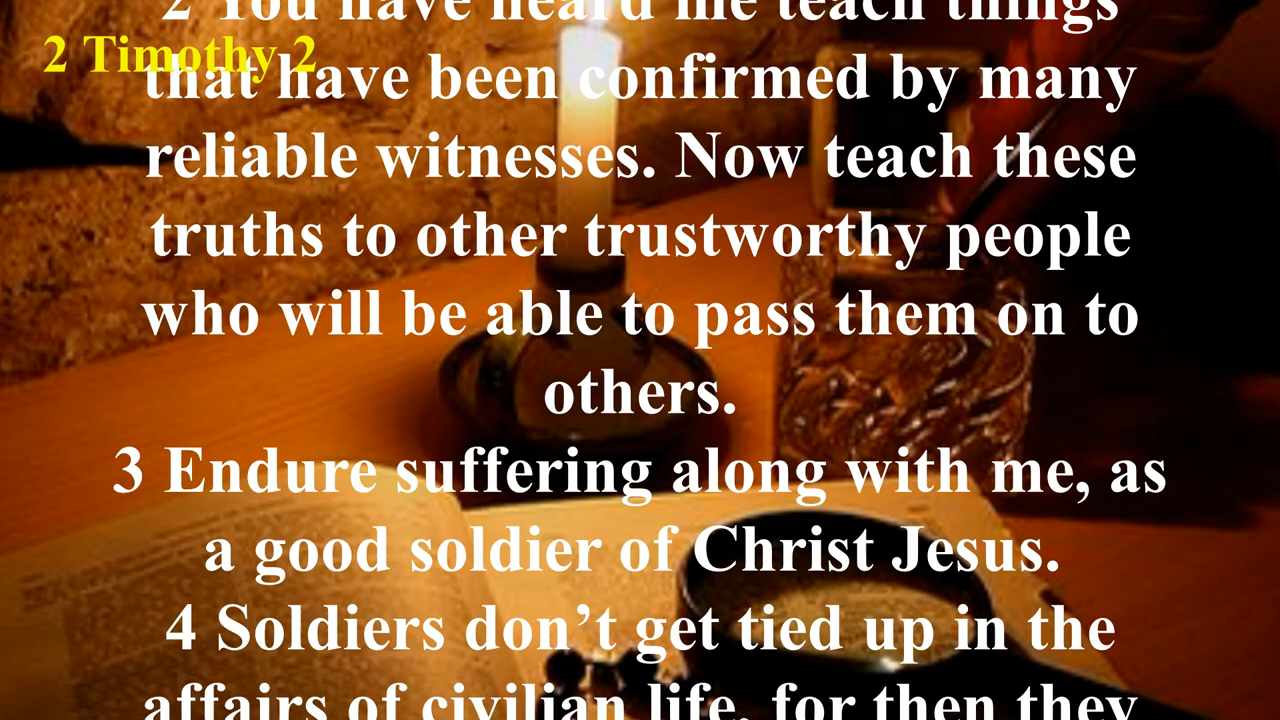 2 You have heard me teach things
2 Timothy 2
that have been confirmed by many
reliable witnesses. Now teach these
truths to other trustworthy people
who will be able to pass them on to
others.
3 Endure suffering along with me, as
a good soldier of Christ Jesus.
4 Soldiers don’t get tied up in the
affairs of civilian life, for then they